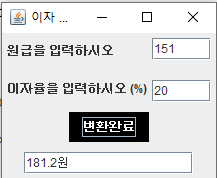 이자 ...
원급을 입력하시오 151
이자율을 입력하시오 (%) 20
변환완료
181.2원